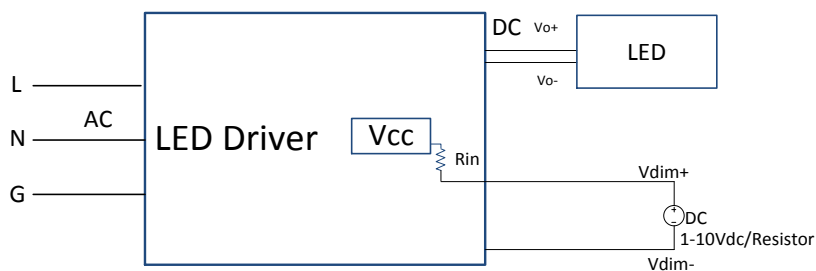 DC Vo+
LED
Vo-
L
AC
N
LED Driver
Vcc
Rin
G
Vdim+
+
-
DC
1-10Vdc/Resistor
Vdim-